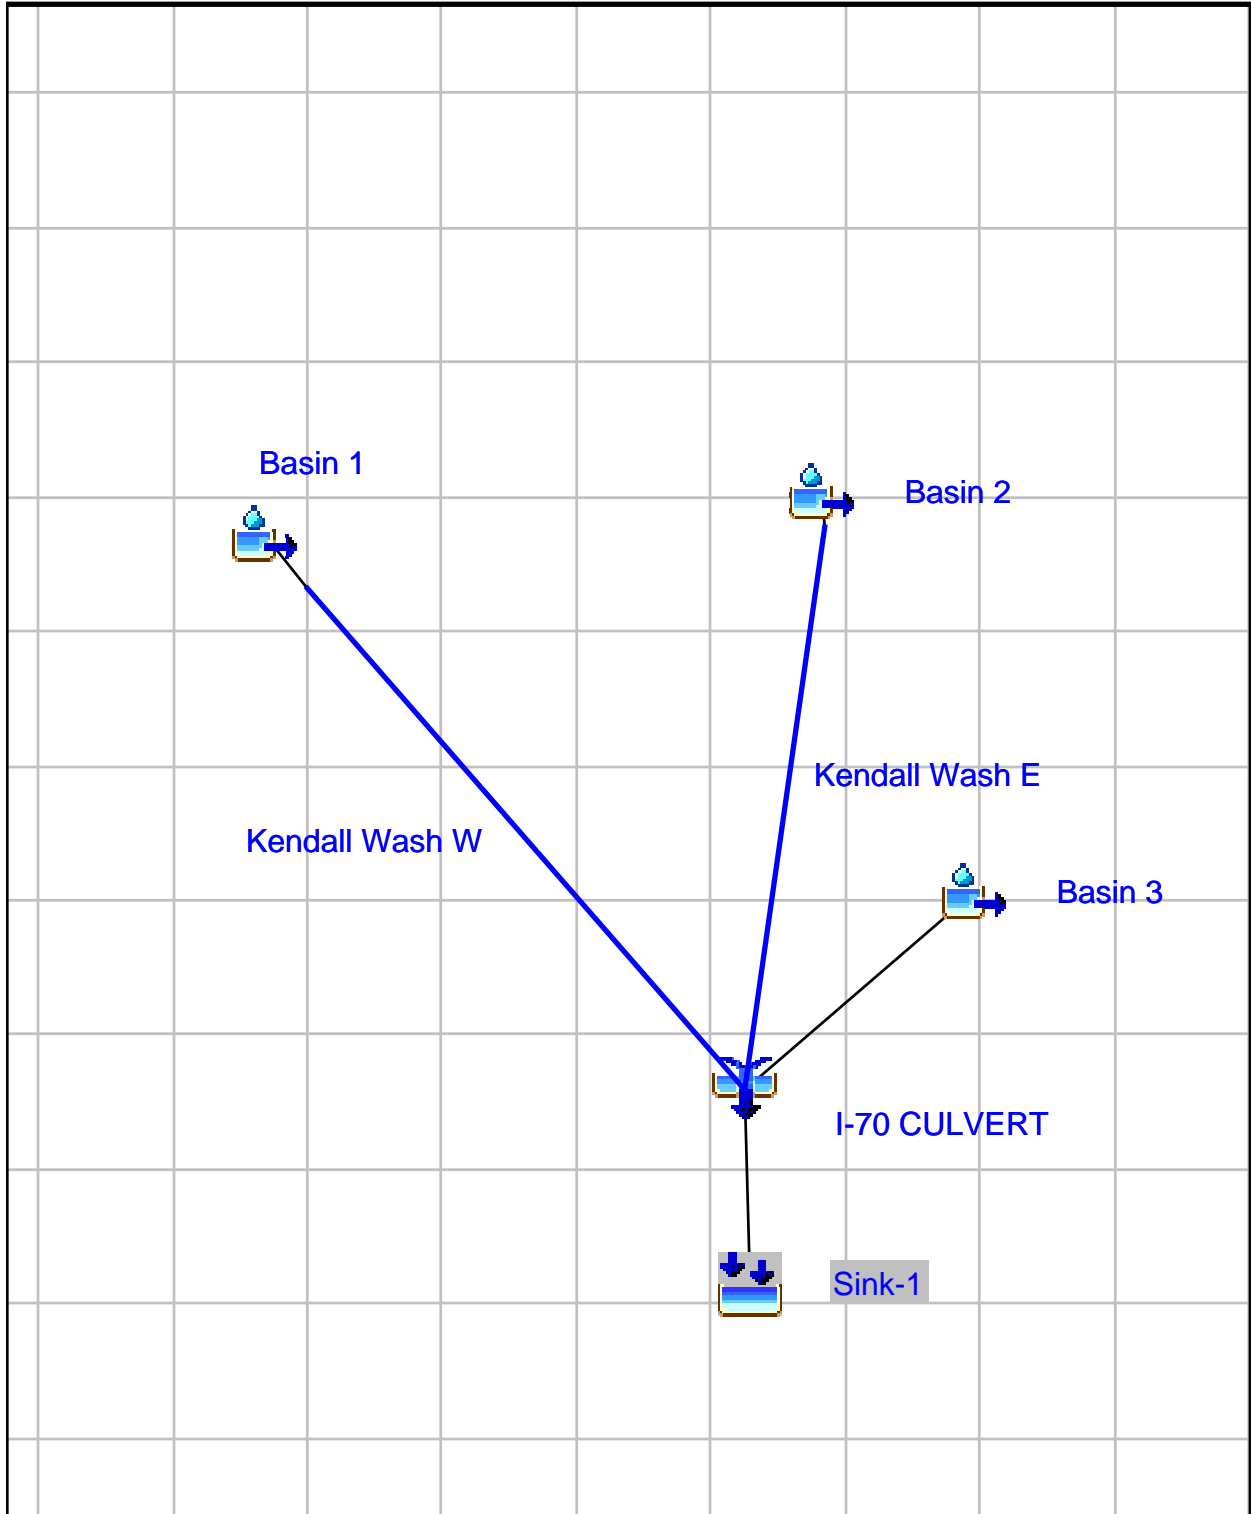 Basin 1
Basin 2
Kendall Wash E
Kendall Wash W
Basin 3
I-70 CULVERT
Sink-1